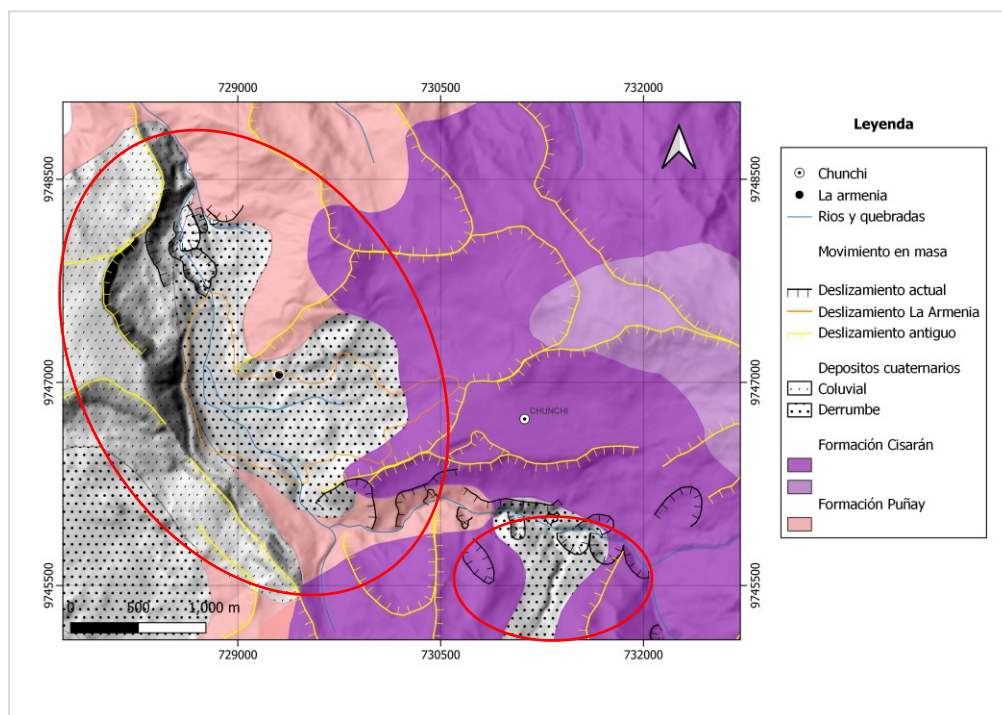 729000
730500
732000
9748500
9747000
9745500
9748500
9747000
9745500
CHUNCHI
0
500
1,000 m
729000
730500
732000
Leyenda
Chunchi
La armenia
Rios y quebradas
Movimiento en masa
Deslizamiento actual
Deslizamiento La Armenia
Deslizamiento antiguo
Depositos cuaternarios
Coluvial
Derrumbe
Formación Cisarán
Formación Puñay